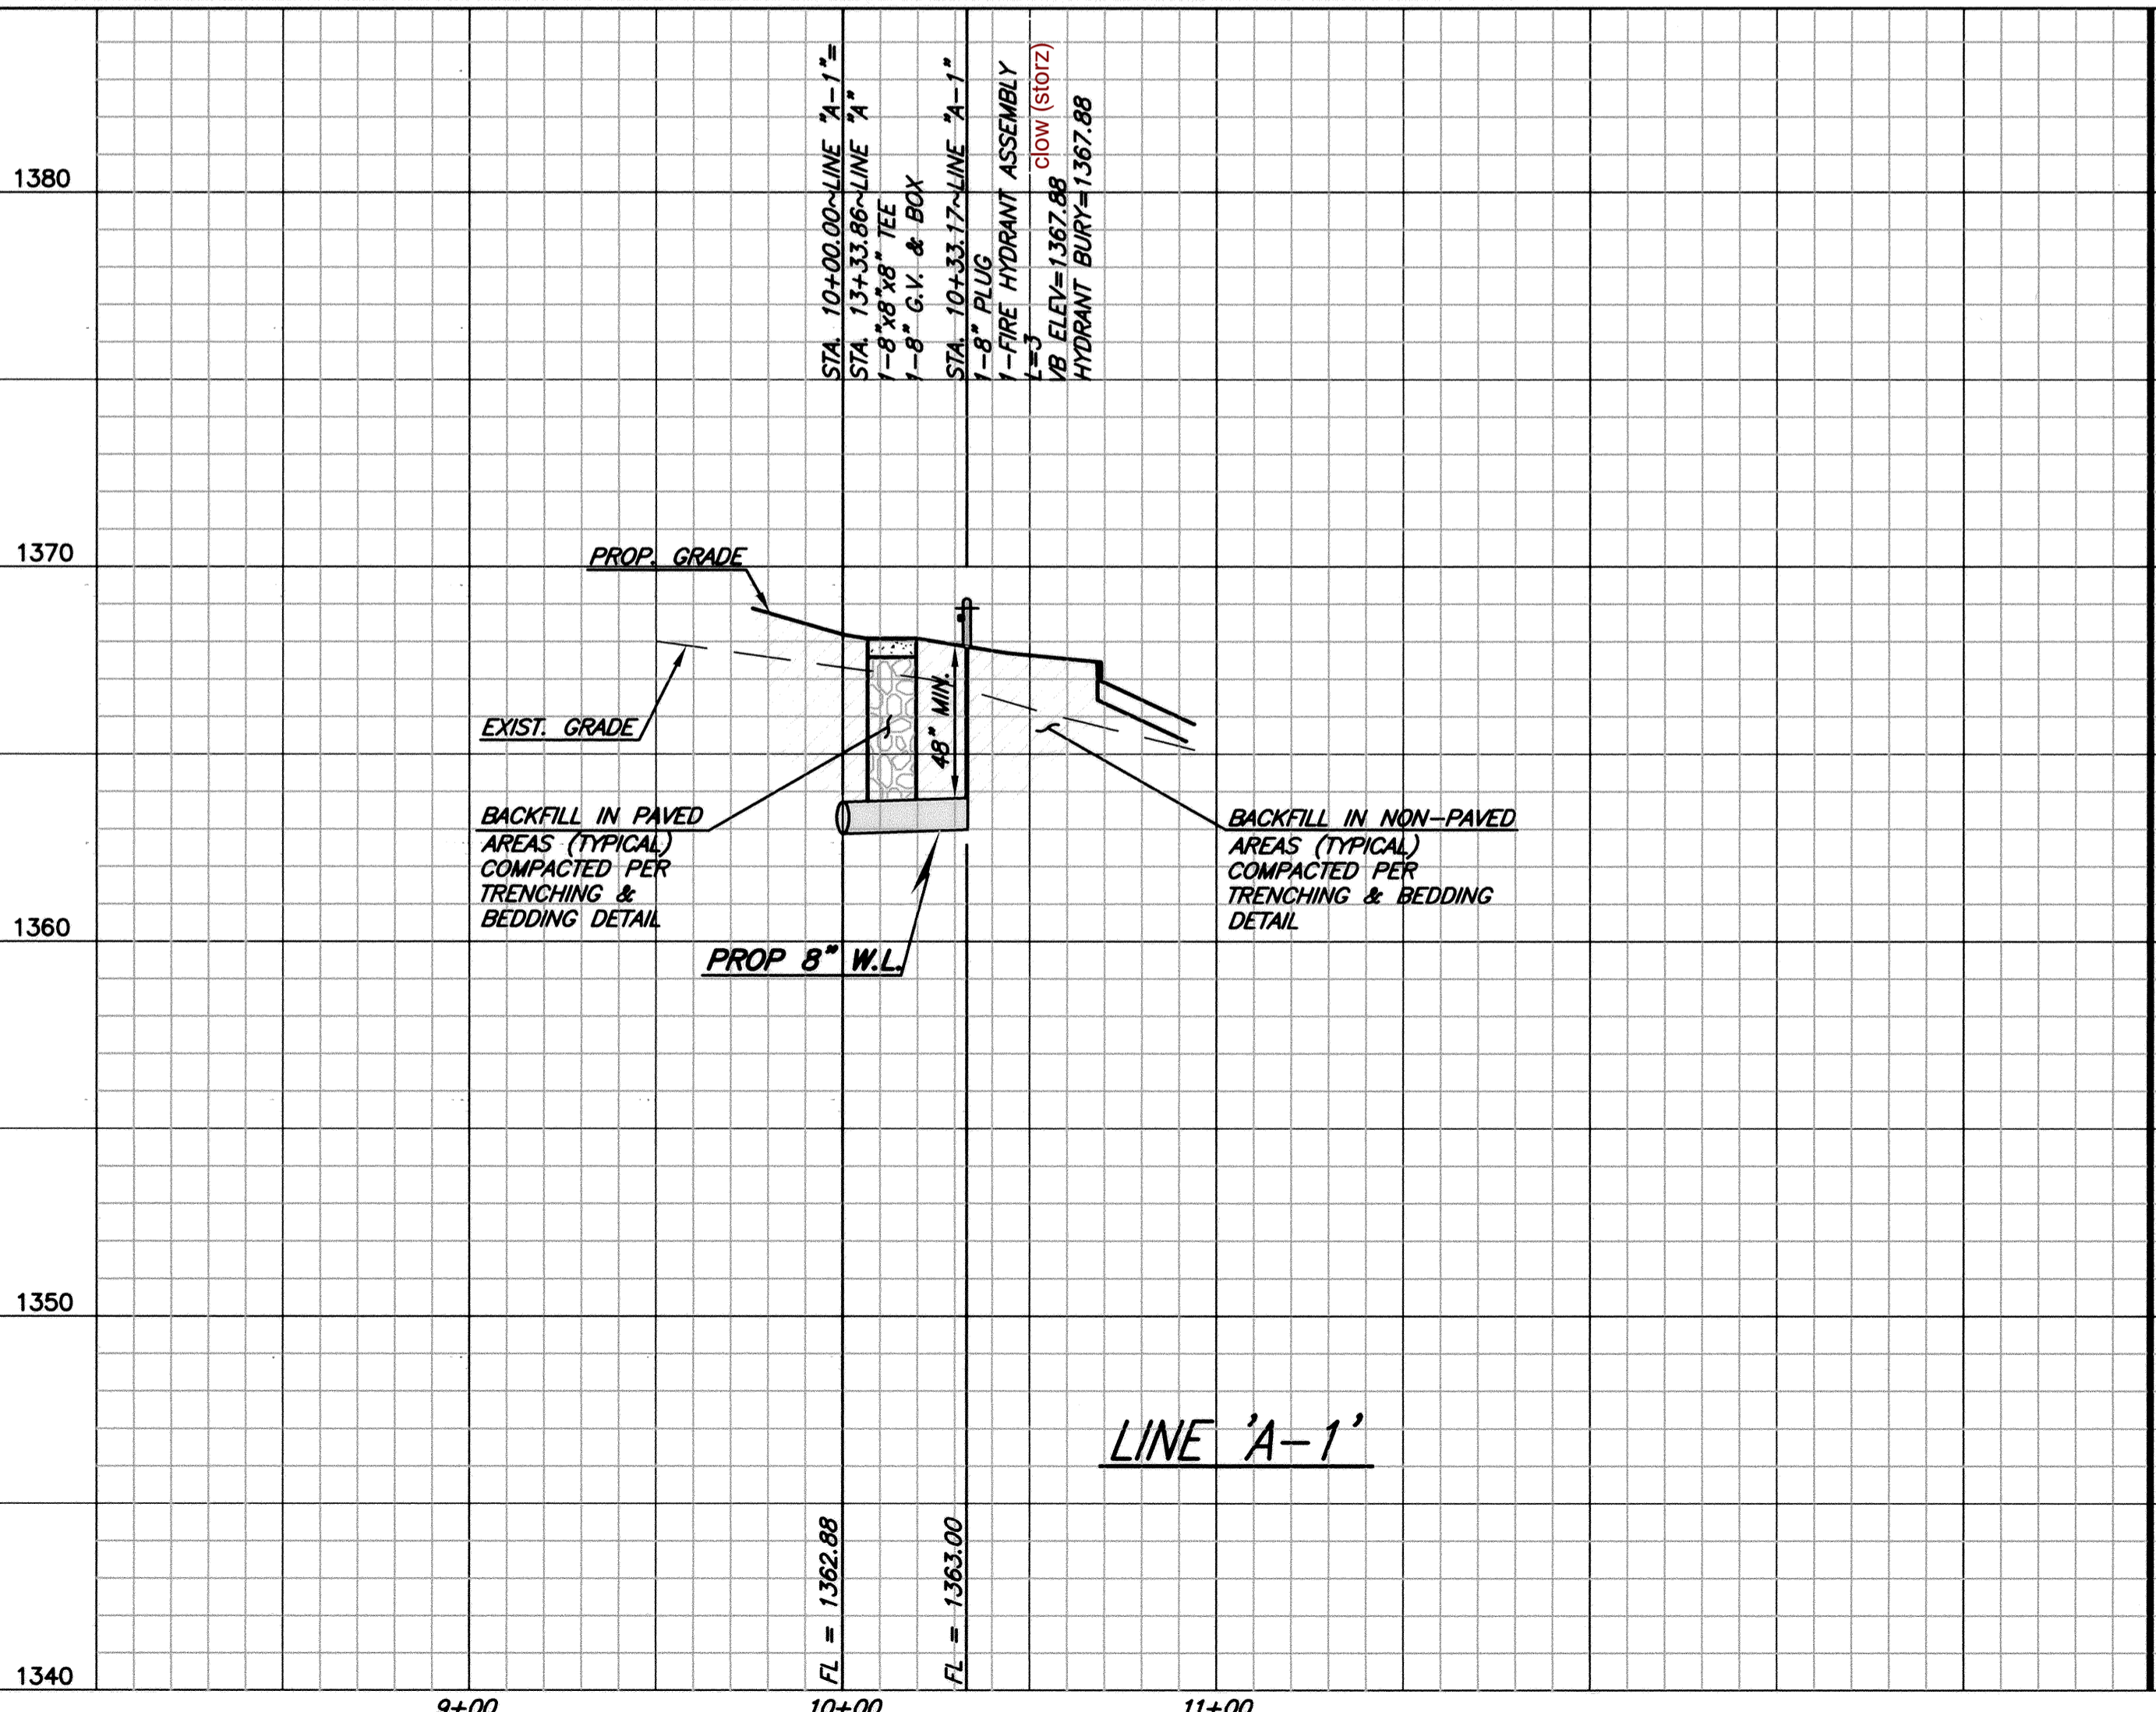 STA. 10+00.00~LINE "A-1"=
STA. 13+33.86~LINE "A"
1-8"x8"x8" TEE
1-8" G.V. & BOX
STA. 10+33.17~LINE "A-1"
1-8" PLUG
1-FIRE HYDRANT ASSEMBLY
L=3
clow (storz)
VB ELEV=1367.88
HYDRANT BURY=1367.88
1380
1370
PROP. GRADE
EXIST. GRADE
48" MIN.
BACKFILL IN PAVED
AREAS (TYPICAL)
COMPACTED PER
TRENCHING &
BEDDING DETAIL
BACKFILL IN NON-PAVED
AREAS (TYPICAL)
COMPACTED PER
TRENCHING & BEDDING
DETAIL
1360
PROP 8" W.L.
1350
LINE 'A-1'
FL = 1362.88
FL = 1363.00
1340
9+00
10+00
11+00